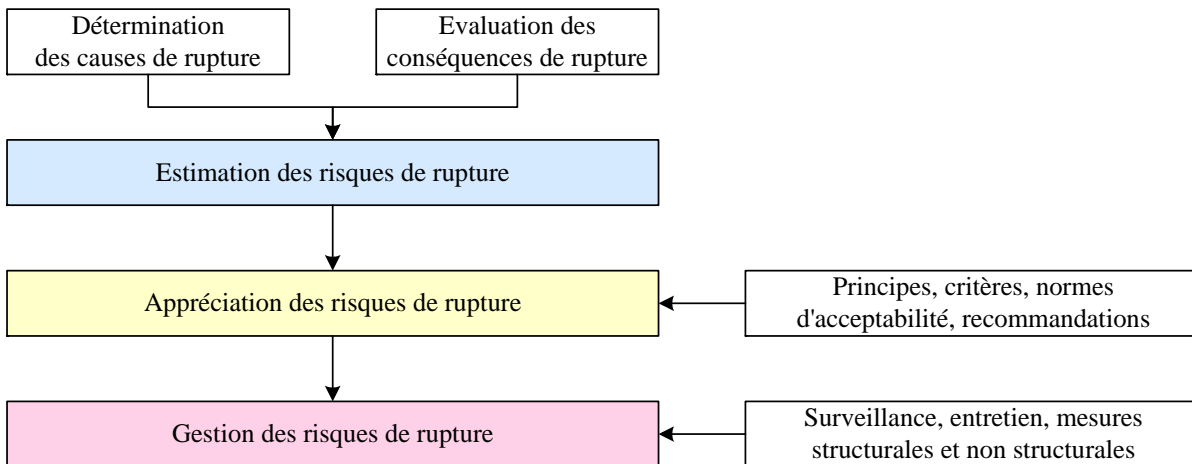 Détermination
des causes de rupture
Evaluation des
conséquences de rupture
Estimation des risques de rupture
Appréciation des risques de rupture
Principes, critères, normes
d'acceptabilité, recommandations
Gestion des risques de rupture
Surveillance, entretien, mesures
structurales et non structurales